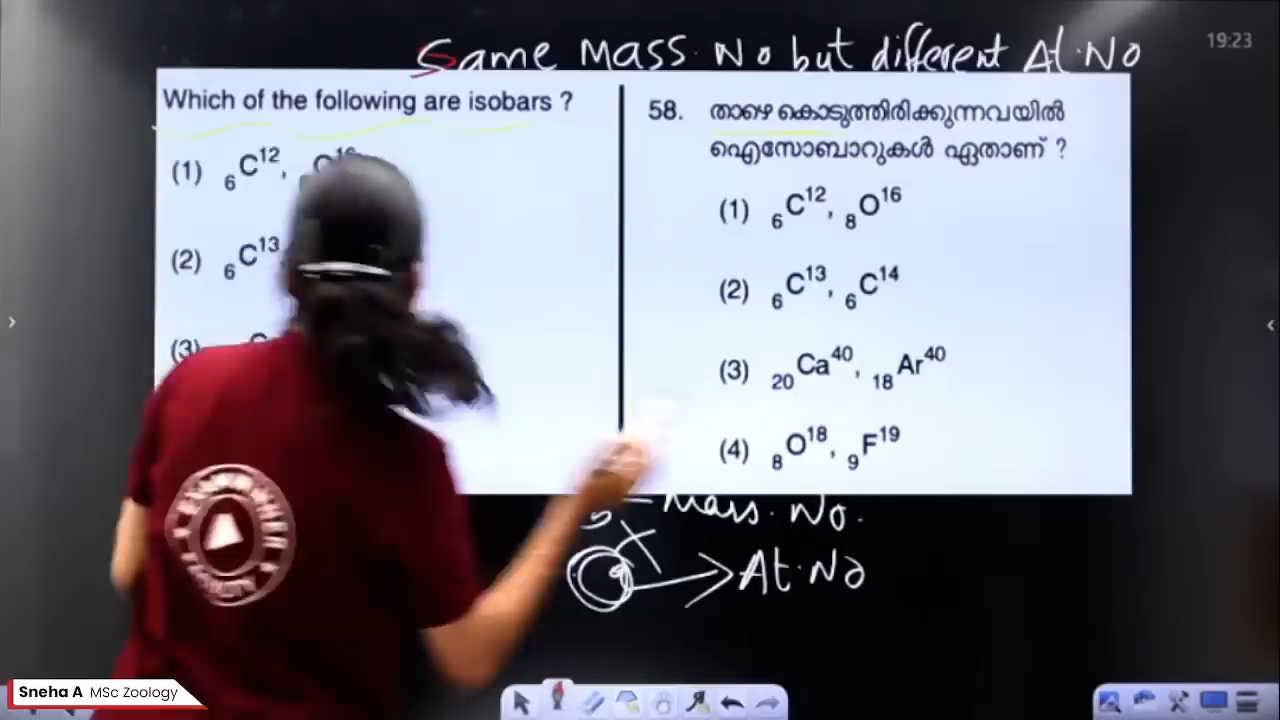 Same Mass. No but different At. No
19:23
Which of the following are isobars ?
(1) ₆C¹²,
(2) ₆C¹³
(3)
58. താഴെ കൊടുത്തിരിക്കുന്നവയിൽ
ഐസോബാറുകൾ ഏതാണ് ?
(1) ₆C¹², ₈O¹⁶
(2) ₆C¹³, ₆C¹⁴
(3) ₂₀Ca⁴⁰, ₁₈Ar⁴⁰
(4) ₈O¹⁸, ₉F¹⁹
Mass. No.
At. No
Sneha A MSc Zoology